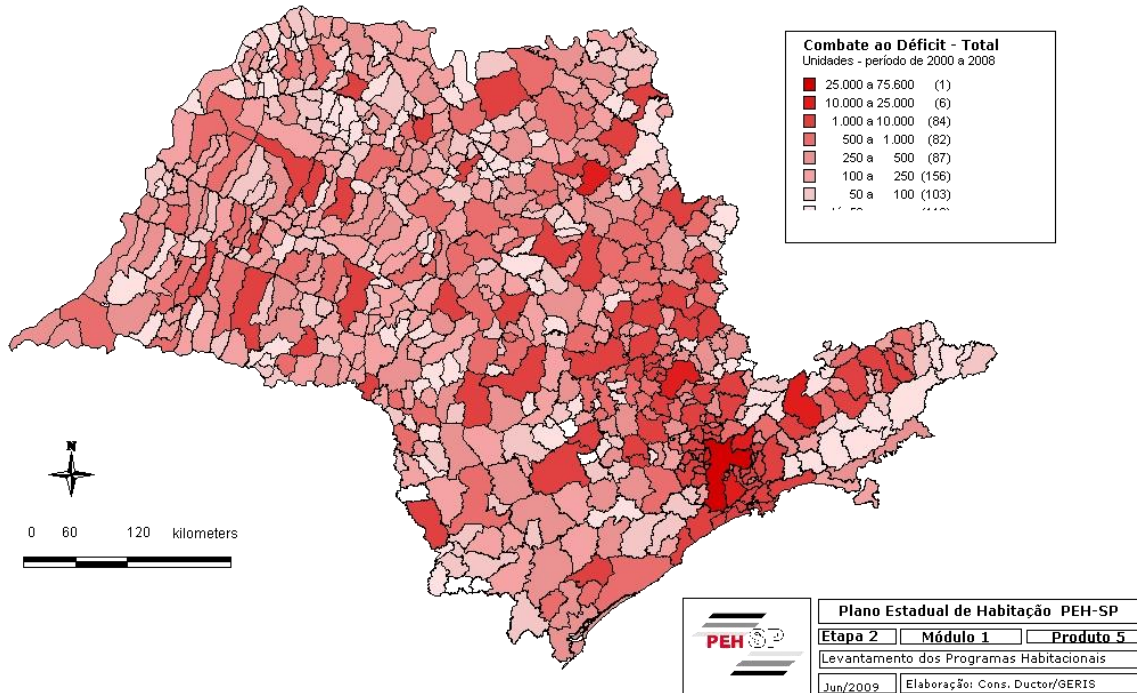 Combate ao Déficit - Total
Unidades - período de 2000 a 2008
25.000 a 75.600 (1)
10.000 a 25.000 (6)
1.000 a 10.000 (84)
500 a 1.000 (82)
250 a 500 (87)
100 a 250 (156)
50 a 100 (103)
N
0 60 120 kilometers
PEH SP
Plano Estadual de Habitação PEH-SP
Etapa 2 Módulo 1 Produto 5
Levantamento dos Programas Habitacionais
Jun/2009 Elaboração: Cons. Ductor/GERIS